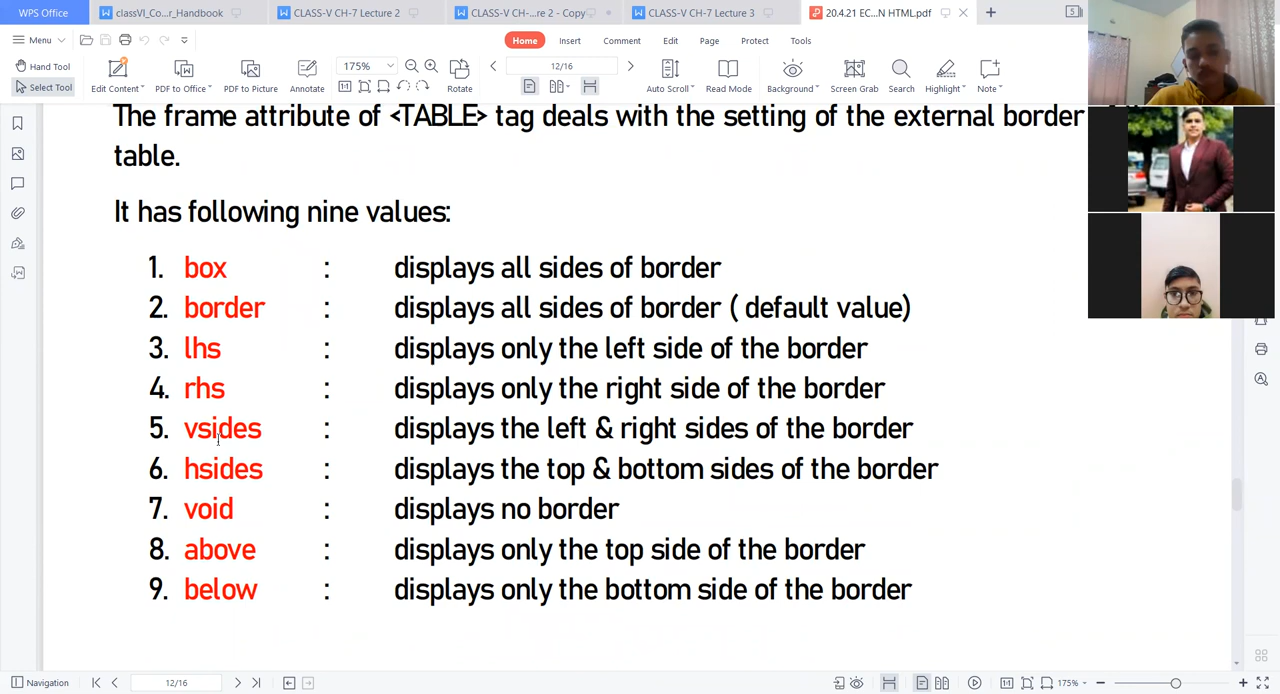 WPS Office
classVI_Co...r_Handbook
CLASS-V CH-7 Lecture 2
CLASS-V CH-...re 2 - Copy
CLASS-V CH-7 Lecture 3
20.4.21 EC...N HTML.pdf
5
Menu
Home
Insert
Comment
Edit
Page
Protect
Tools
Hand Tool
Select Tool
Edit Content
PDF to Office
PDF to Picture
Annotate
175%
Rotate
12/16
Auto Scroll
Read Mode
Background
Screen Grab
Search
Highlight
Note
The frame attribute of <TABLE> tag deals with the setting of the external border
table.
It has following nine values:
1. box : displays all sides of border
2. border : displays all sides of border ( default value)
3. lhs : displays only the left side of the border
4. rhs : displays only the right side of the border
5. vsides : displays the left & right sides of the border
6. hsides : displays the top & bottom sides of the border
7. void : displays no border
8. above : displays only the top side of the border
9. below : displays only the bottom side of the border
Navigation
12/16
175%